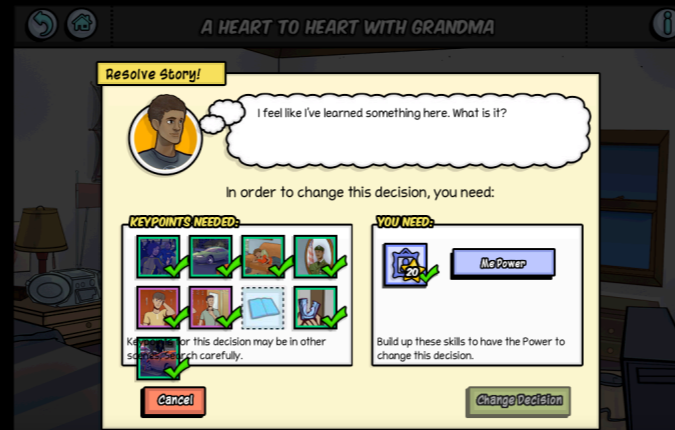 A HEART TO HEART WITH GRANDMA
Resolve Story!
I feel like I've learned something here. What is it?
In order to change this decision, you need:
KEYPOINTS NEEDED:
YOU NEED:
20
Me Power
for this decision may be in other
search carefully.
Build up these skills to have the Power to
change this decision.
Cancel
Change Decision